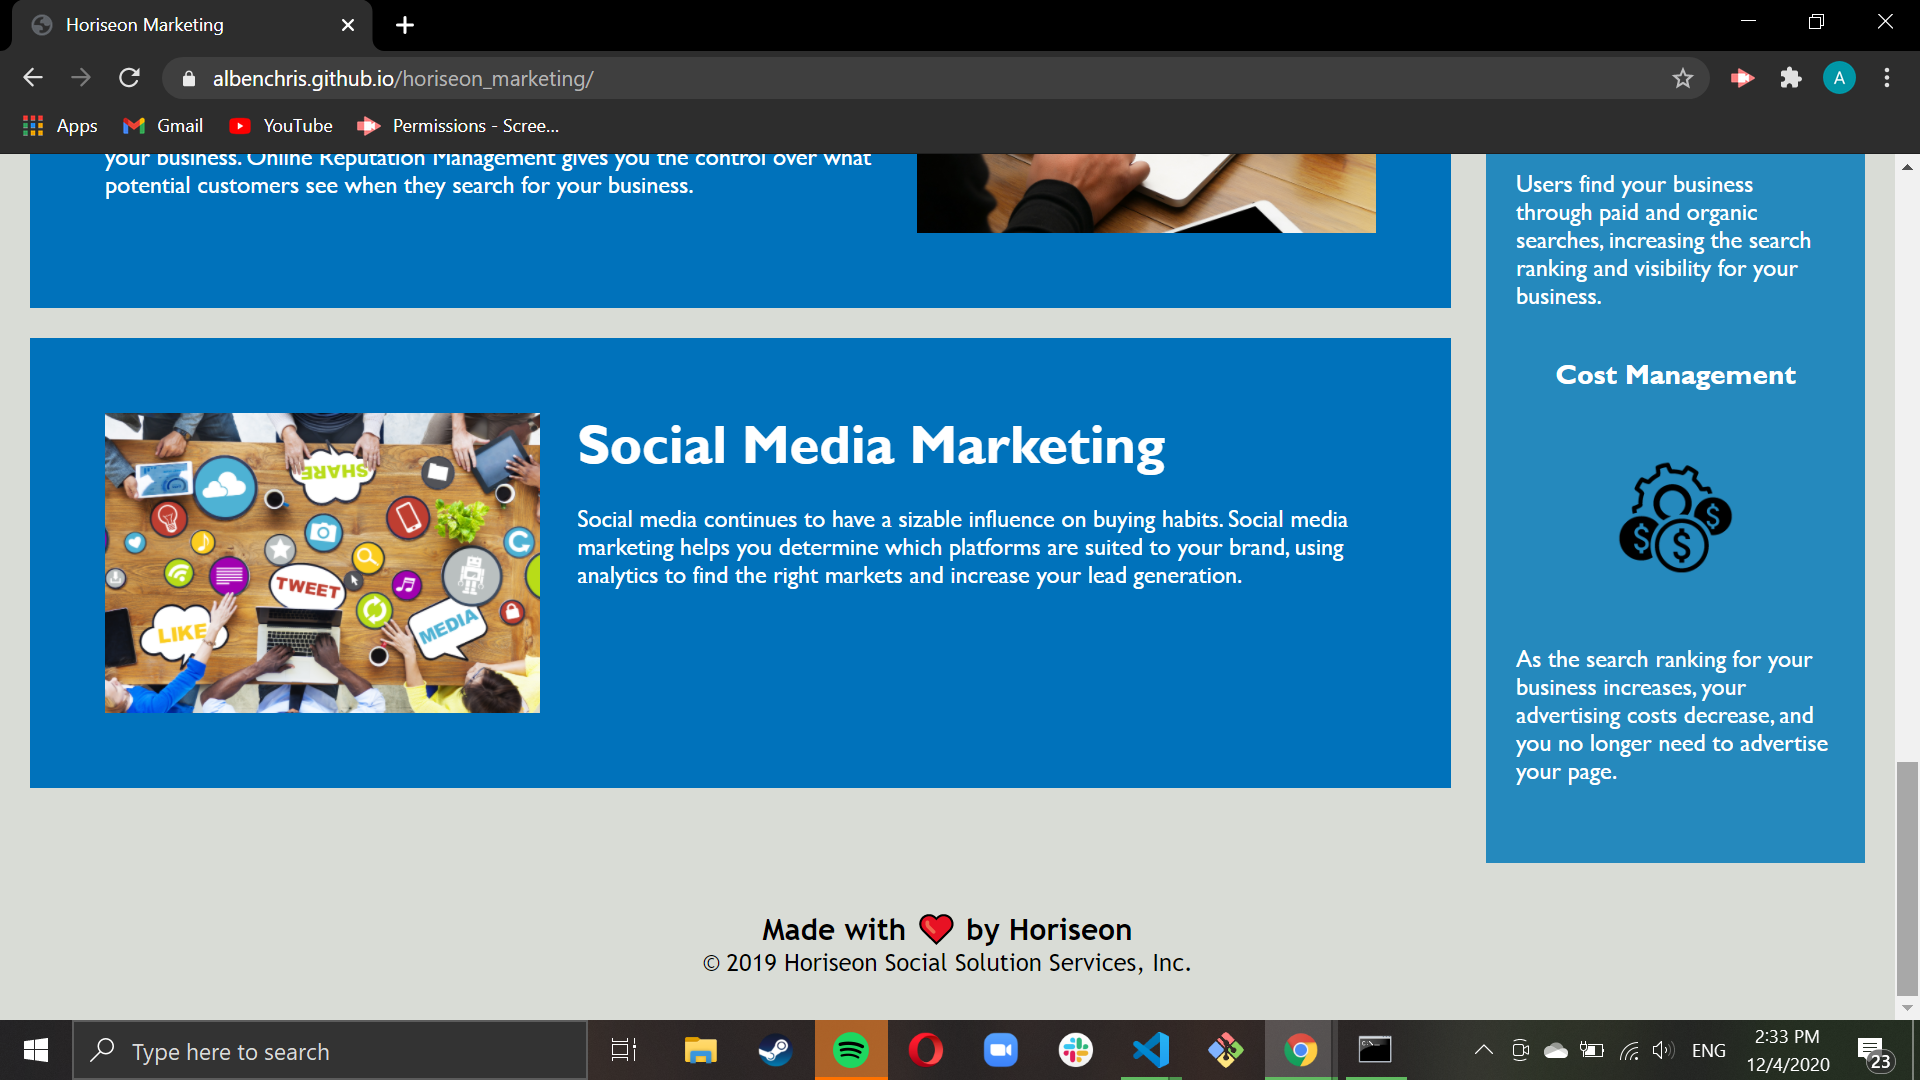 Horiseon Marketing
albenchris.github.io/horiseon_marketing/
A
Apps
Gmail
YouTube
Permissions - Scree...
your business. Online Reputation Management gives you the control over what
potential customers see when they search for your business.
Users find your business
through paid and organic
searches, increasing the search
ranking and visibility for your
business.
Cost Management
$ $ $
As the search ranking for your
business increases, your
advertising costs decrease, and
you no longer need to advertise
your page.
SHARE
TWEET
LIKE
MEDIA
Social Media Marketing
Social media continues to have a sizable influence on buying habits. Social media
marketing helps you determine which platforms are suited to your brand, using
analytics to find the right markets and increase your lead generation.
Made with ❤️ by Horiseon
© 2019 Horiseon Social Solution Services, Inc.
Type here to search
ENG
2:33 PM
12/4/2020
23